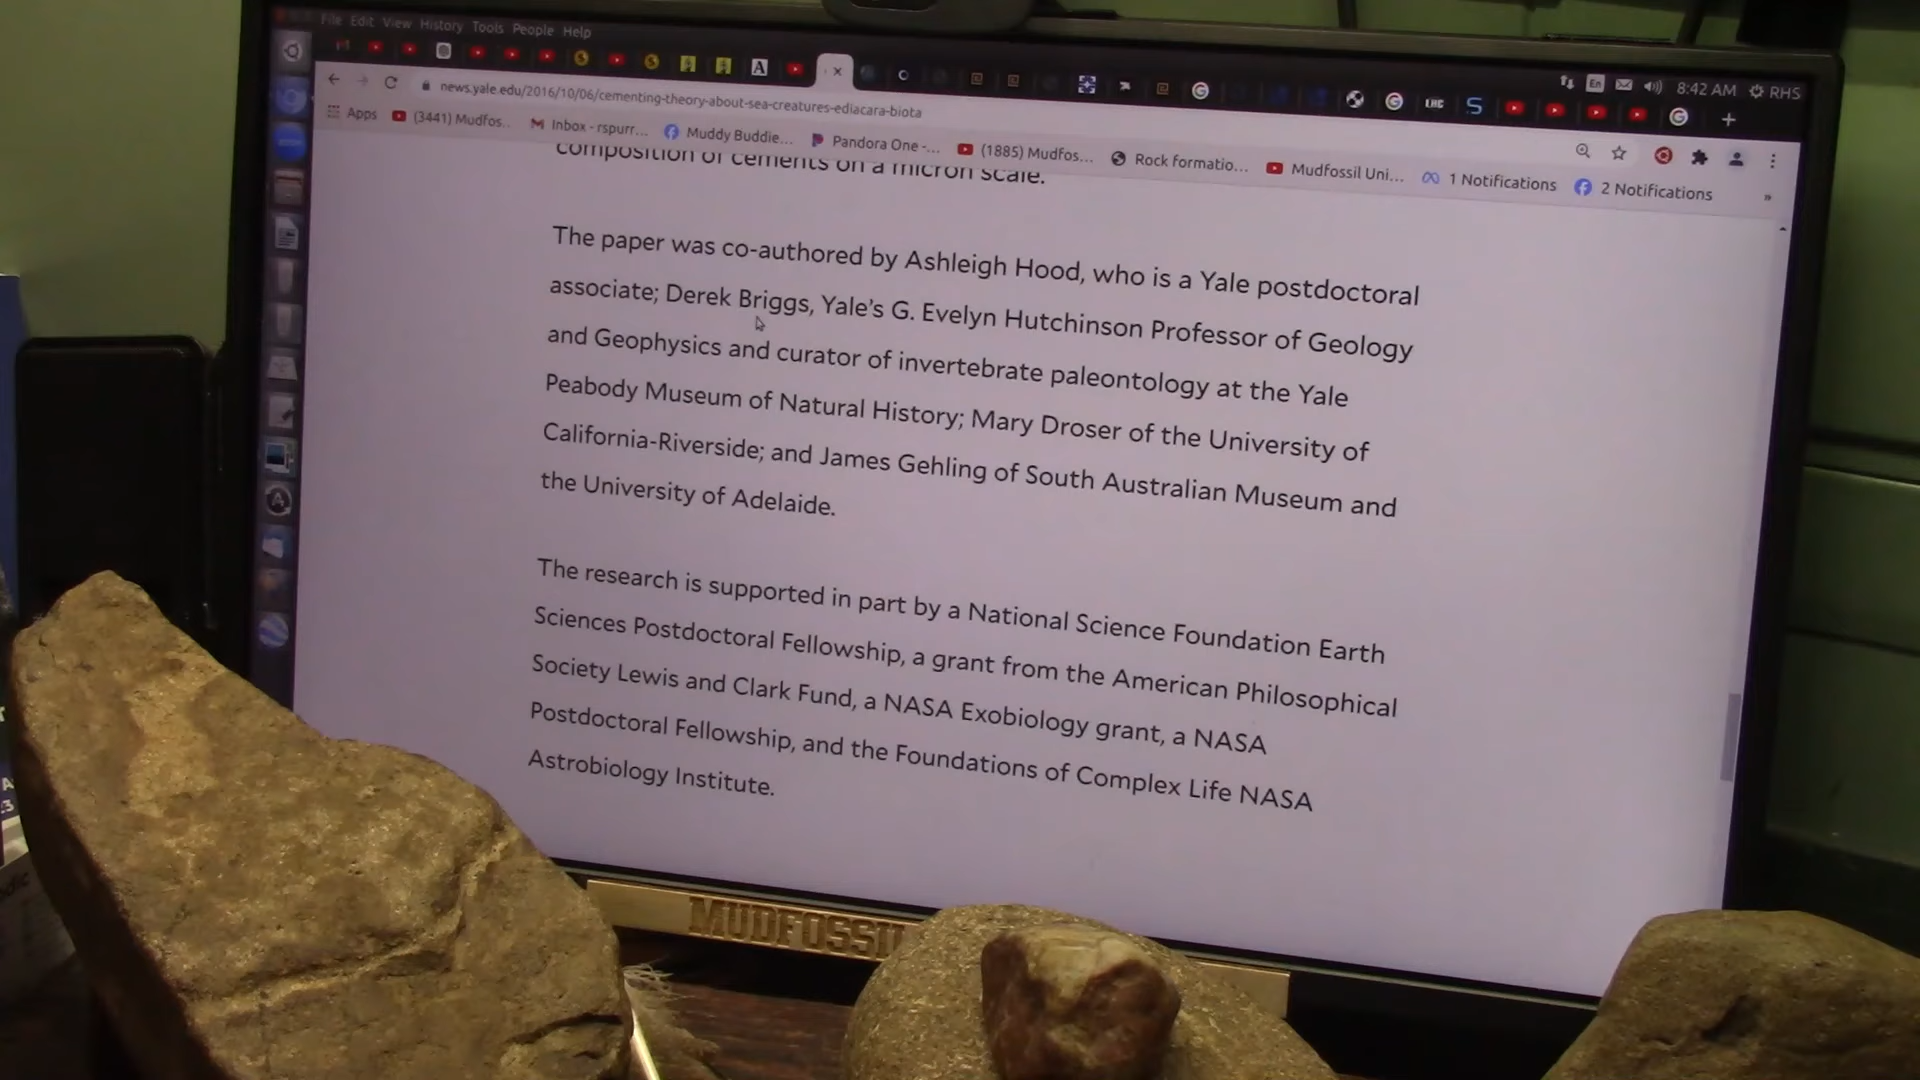 File Edit View History Tools People Help
8:42 AM RHS
news.yale.edu/2016/10/06/cementing-theory-about-sea-creatures-ediacara-biota
Apps (3441) Mudfos... Inbox - rspurr... Muddy Buddie... Pandora One -... (1885) Mudfos... Rock formatio... Mudfossil Uni... 1 Notifications 2 Notifications »
composition of cements on a micron scale.
The paper was co-authored by Ashleigh Hood, who is a Yale postdoctoral
associate; Derek Briggs, Yale's G. Evelyn Hutchinson Professor of Geology
and Geophysics and curator of invertebrate paleontology at the Yale
Peabody Museum of Natural History; Mary Droser of the University of
California-Riverside; and James Gehling of South Australian Museum and
the University of Adelaide.
The research is supported in part by a National Science Foundation Earth
Sciences Postdoctoral Fellowship, a grant from the American Philosophical
Society Lewis and Clark Fund, a NASA Exobiology grant, a NASA
Postdoctoral Fellowship, and the Foundations of Complex Life NASA
Astrobiology Institute.
MUDFOSSIL